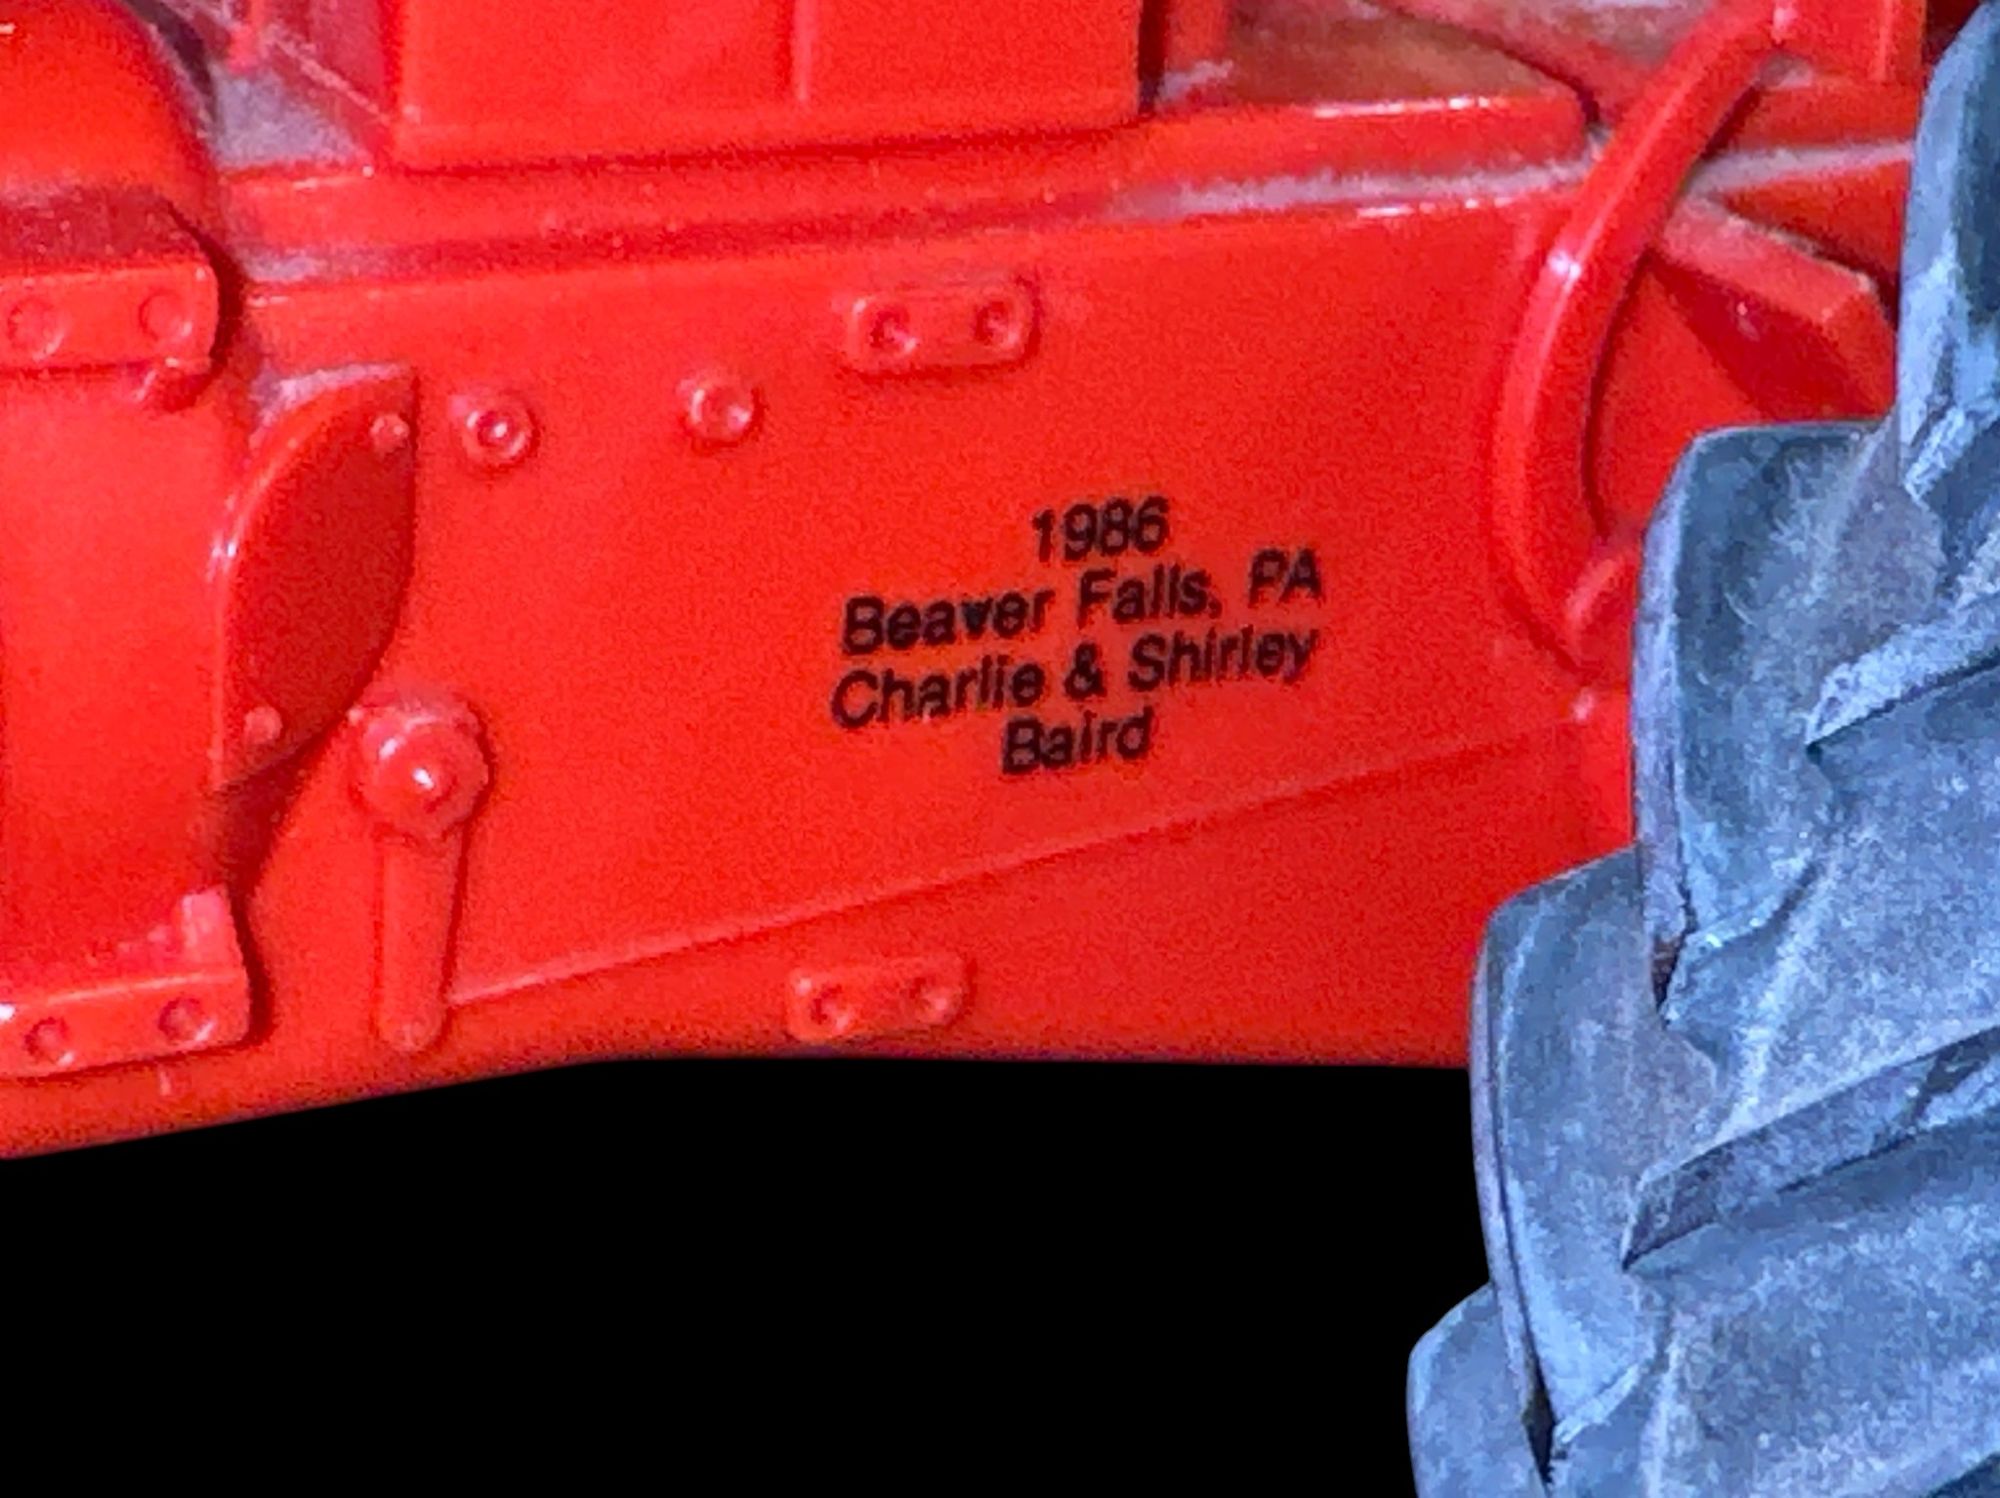 1986
Beaver Falls, PA
Charlie & Shirley
Baird